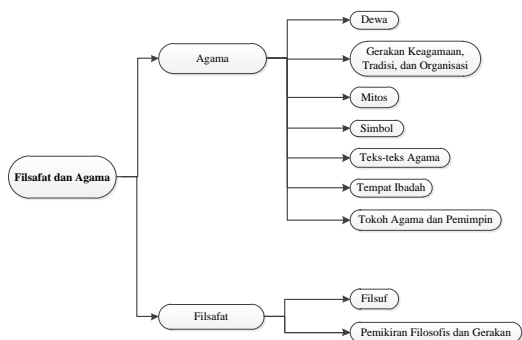 Filsafat dan Agama
Agama
Dewa
Gerakan Keagamaan,
Tradisi, dan Organisasi
Mitos
Simbol
Teks-teks Agama
Tempat Ibadah
Tokoh Agama dan Pemimpin
Filsafat
Filsuf
Pemikiran Filosofis dan Gerakan